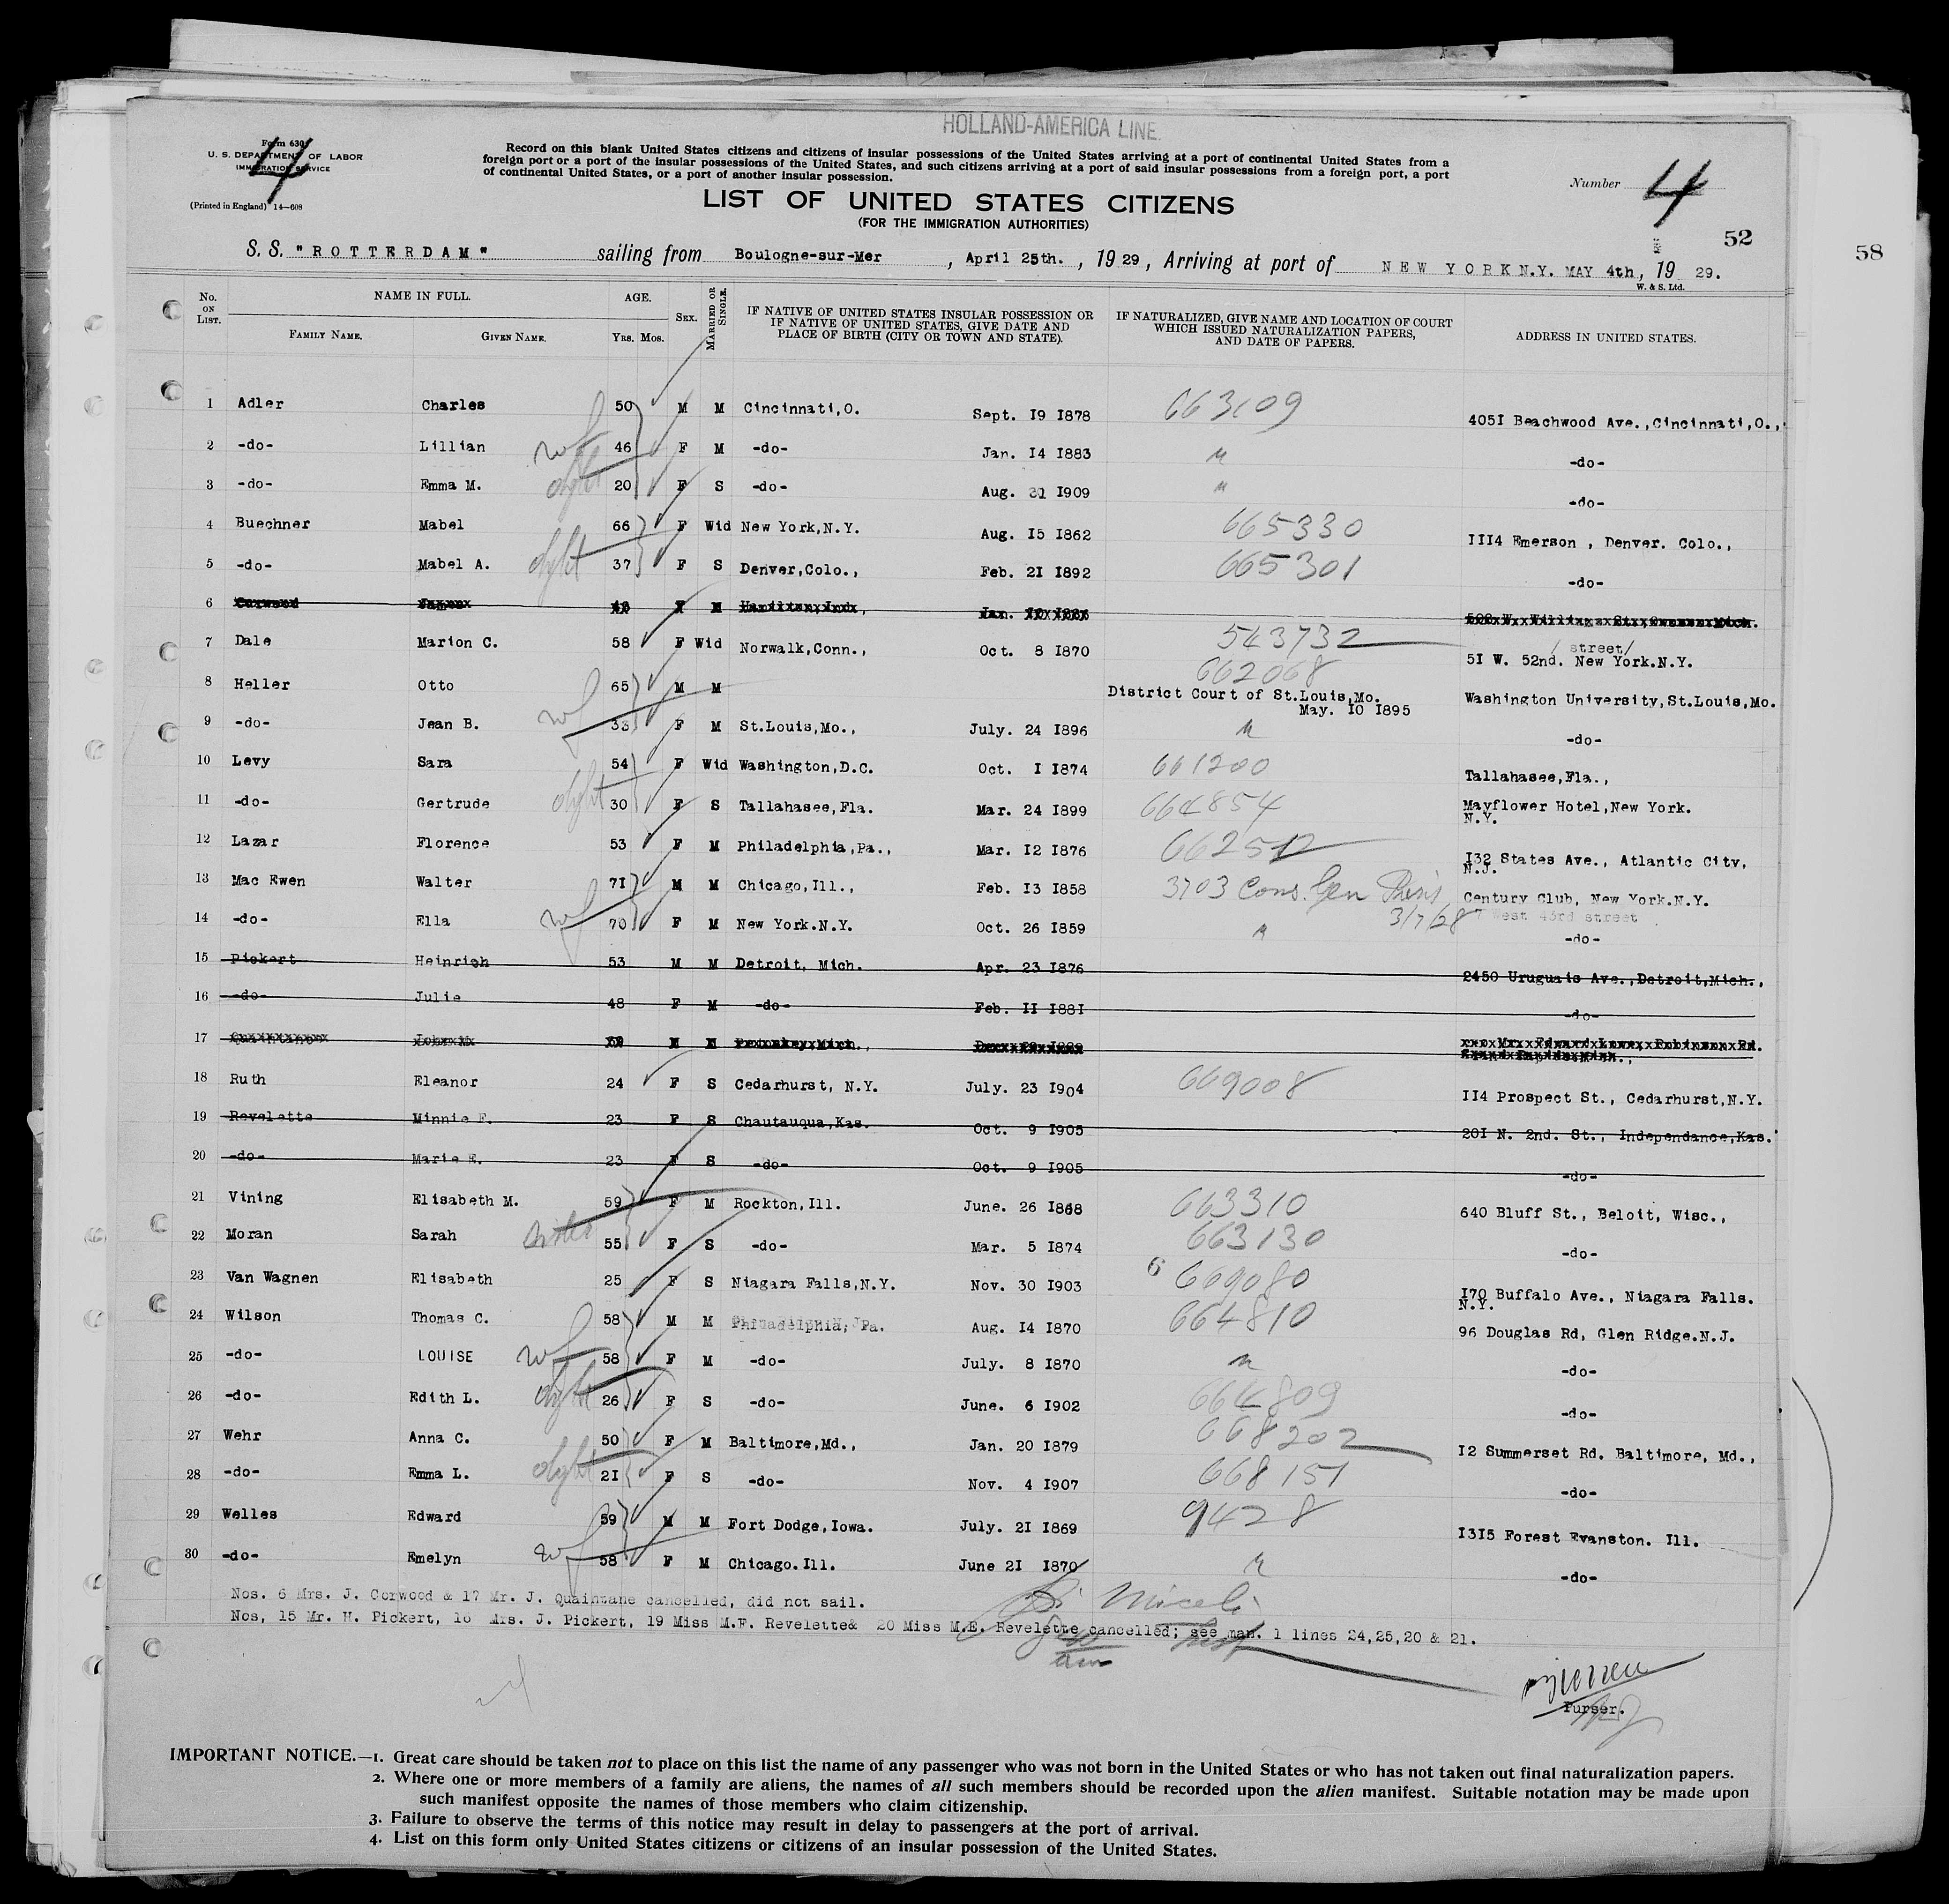 HOLLAND-AMERICA LINE.
Form 630
U. S. DEPARTMENT OF LABOR
IMMIGRATION SERVICE
(Printed in England) 14—608
4
Record on this blank United States citizens and citizens of insular possessions of the United States arriving at a port of continental United States from a
foreign port or a port of the insular possessions of the United States, and such citizens arriving at a port of said insular possessions from a foreign port, a port
of continental United States, or a port of another insular possession.
Number 4
LIST OF UNITED STATES CITIZENS
(FOR THE IMMIGRATION AUTHORITIES)
52
58
S. S. "ROTTERDAM" sailing from Boulogne-sur-Mer, April 25th., 1929, Arriving at port of NEW YORK N.Y. MAY 4th, 1929.
W. & S. Ltd.
No. ON LIST. NAME IN FULL. FAMILY NAME. GIVEN NAME. AGE. Yrs. Mos. SEX. MARRIED OR SINGLE. IF NATIVE OF UNITED STATES INSULAR POSSESSION OR IF NATIVE OF UNITED STATES, GIVE DATE AND PLACE OF BIRTH (CITY OR TOWN AND STATE). IF NATURALIZED, GIVE NAME AND LOCATION OF COURT WHICH ISSUED NATURALIZATION PAPERS, AND DATE OF PAPERS. ADDRESS IN UNITED STATES.
1 Adler Charles 50 M M Cincinnati,O. Sept. 19 1878 663109 4051 Beachwood Ave.,Cincinnati,O.,
2 -do- Lillian wf 46 F M -do- Jan. 14 1883 " -do-
3 -do- Emma M. dght 20 F S -do- Aug. 31 1909 " -do-
4 Buechner Mabel 66 F Wid New York,N.Y. Aug. 15 1862 665330 1114 Emerson , Denver. Colo.,
5 -do- Mabel A. dght 37 F S Denver,Colo., Feb. 21 1892 665301 -do-
6
7 Dale Marion C. 58 F Wid Norwalk,Conn., Oct. 8 1870 543732 51 W. 52nd. /street/ New York.N.Y.
8 Heller Otto 65 M M 662068 District Court of St.Louis,Mo. May. 10 1895 Washington University,St.Louis,Mo.
9 -do- Jean B. wf 33 F M St.Louis,Mo., July. 24 1896 " -do-
10 Levy Sara 54 F Wid Washington,D.C. Oct. 1 1874 661200 Tallahasee,Fla.,
11 -do- Gertrude dght 30 F S Tallahasee,Fla. Mar. 24 1899 664854 Mayflower Hotel,New York. N.Y.
12 Lazar Florence 53 F M Philadelphia,Pa., Mar. 12 1876 662512 132 States Ave., Atlantic City, N.J.
13 Mac Ewen Walter 71 M M Chicago,Ill., Feb. 13 1858 3703 Cons. Gen Paris 3/7/28 Century Club, New York.N.Y.
West 43rd street
14 -do- Ella wf 70 F M New York.N.Y. Oct. 26 1859 " -do-
15 Pickert Heinrich 53 M M Detroit, Mich. Apr. 23 1876 2450 Uruguais Ave.,Detroit,Mich.,
16 -do- Julie 48 F M -do- Feb. 11 1881 -do-
17
18 Ruth Eleanor 24 F S Cedarhurst, N.Y. July. 23 1904 669008 114 Prospect St., Cedarhurst,N.Y.
19 Revelette Minnie F. 23 F S Chautauqua,Kas. Oct. 9 1905 201 N. 2nd. St., Independance,Kas.
20 -do- Marie E. 23 F S -do- Oct. 9 1905 -do-
21 Vining Elisabeth M. 59 F M Rockton,Ill. June. 26 1868 663310 640 Bluff St., Beloit, Wisc.,
22 Moran Sarah sister 55 F S -do- Mar. 5 1874 663130 -do-
23 Van Wagnen Elisabeth 25 F S Niagara Falls,N.Y. Nov. 30 1903 6 669080 170 Buffalo Ave., Niagara Falls. N.Y.
24 Wilson Thomas C. 58 M M Philadelphia, Pa. Aug. 14 1870 664810 96 Douglas Rd, Glen Ridge.N.J.
25 -do- LOUISE wf 58 F M -do- July. 8 1870 " -do-
26 -do- Edith L. dght 26 F S -do- June. 6 1902 664809 -do-
27 Wehr Anna C. 50 F M Baltimore,Md., Jan. 20 1879 668202 12 Summerset Rd. Baltimore, Md.,
28 -do- Emma L. dght 21 F S -do- Nov. 4 1907 668151 -do-
29 Welles Edward 59 M M Fort Dodge,Iowa. July. 21 1869 9428 1315 Forest Evanston. Ill.
30 -do- Emelyn wf 58 F M Chicago.Ill. June 21 1870 " -do-
Nos. 6 Mrs. J. Corwood & 17 Mr. J. Quaintane cancelled, did not sail.
Nos, 15 Mr. H. Pickert, 16 Mrs. J. Pickert, 19 Miss M.F. Revelette& 20 Miss M.E. Revelette cancelled; see man. 1 lines 24,25,20 & 21.
Purser.
IMPORTANT NOTICE.—1. Great care should be taken not to place on this list the name of any passenger who was not born in the United States or who has not taken out final naturalization papers.
2. Where one or more members of a family are aliens, the names of all such members should be recorded upon the alien manifest. Suitable notation may be made upon
such manifest opposite the names of those members who claim citizenship.
3. Failure to observe the terms of this notice may result in delay to passengers at the port of arrival.
4. List on this form only United States citizens or citizens of an insular possession of the United States.